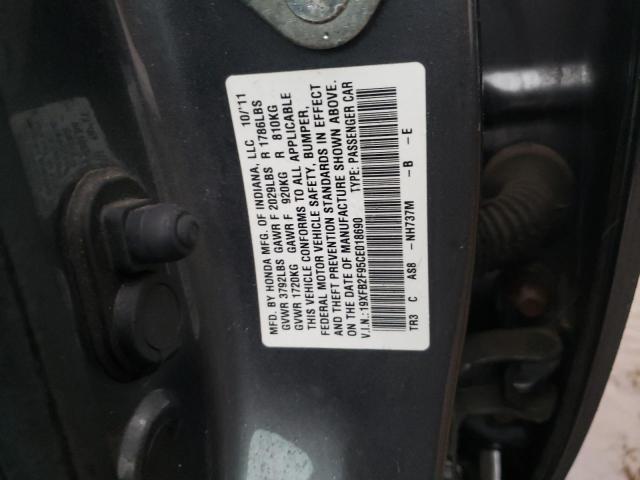 MFD. BY HONDA MFG. OF INDIANA, LLC 10/11
GVWR 3792LBS GAWR F 2029LBS R 1786LBS
GVWR 1720KG GAWR F 920KG R 810KG
THIS VEHICLE CONFORMS TO ALL APPLICABLE
FEDERAL MOTOR VEHICLE SAFETY, BUMPER,
AND THEFT PREVENTION STANDARDS IN EFFECT
ON THE DATE OF MANUFACTURE SHOWN ABOVE.
V.I.N.:19XFB2F95CE018690 TYPE: PASSENGER CAR
TR3 C AS8 - NH737M - B - E